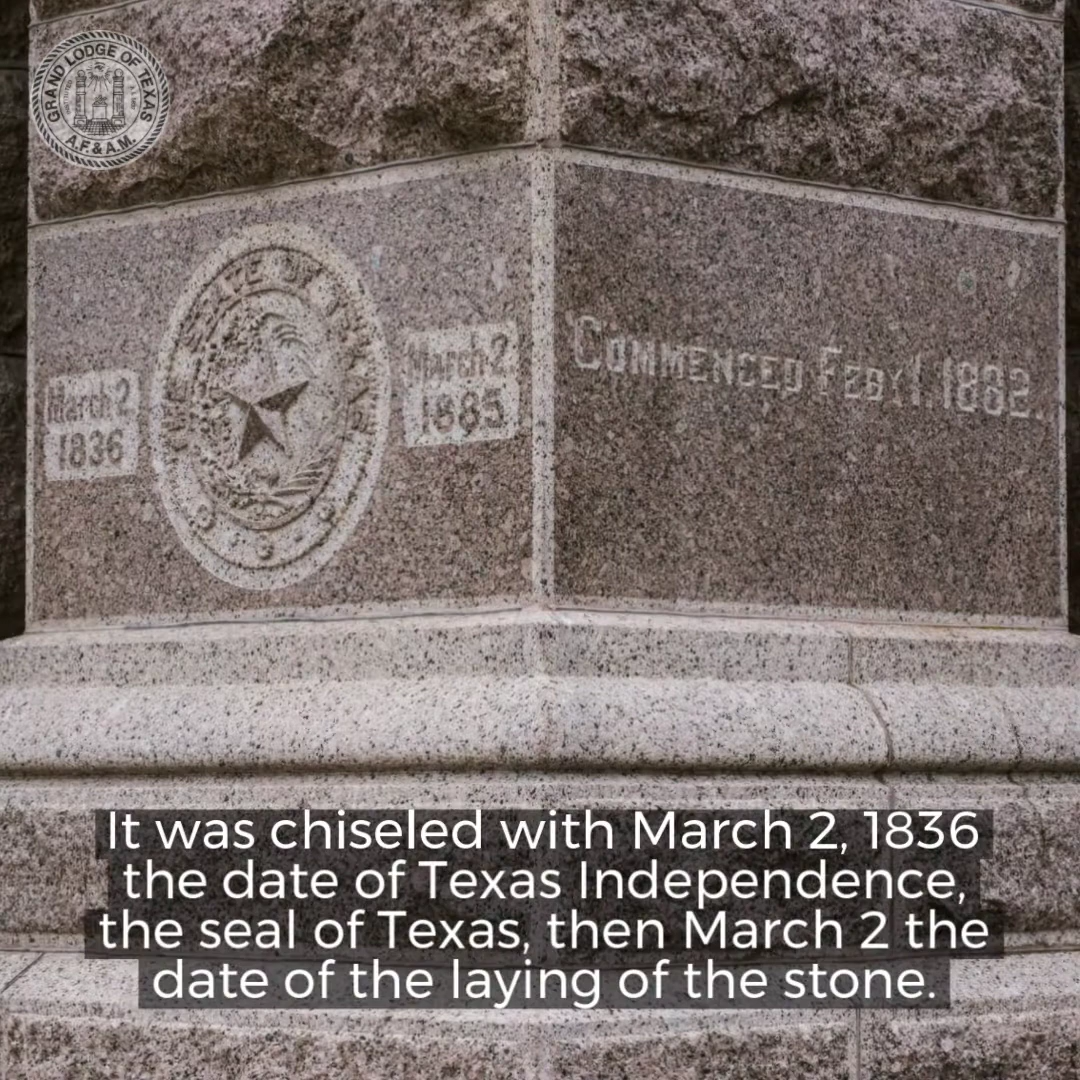 GRAND LODGE OF TEXAS
A.F. & A.M.
THE STATE OF TEXAS
March 2
1836
March 2
1885
COMMENCED FEBY 1. 1882.
It was chiseled with March 2, 1836
the date of Texas Independence,
the seal of Texas, then March 2 the
date of the laying of the stone.